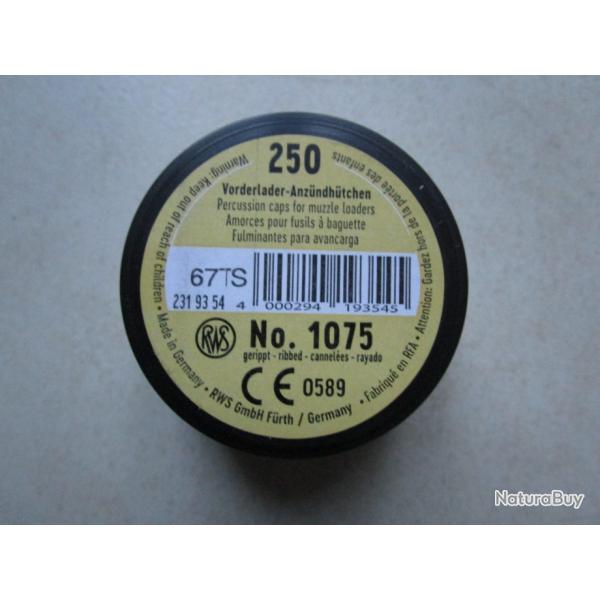 250
Vorderlader-Anzündhütchen
Percussion caps for muzzle loaders
Amorces pour fusils à baguette
Fulminantes para avancarga
67TS
231 93 54
4 000294 193545
RWS
No. 1075
gerippt - ribbed - cannelées - rayado
CE 0589
Warning: Keep out of reach of children • Made in Germany • RWS GmbH Fürth / Germany • Fabriqué en RFA • Attention: Gardez hors de la portée des enfants
NaturaBuy